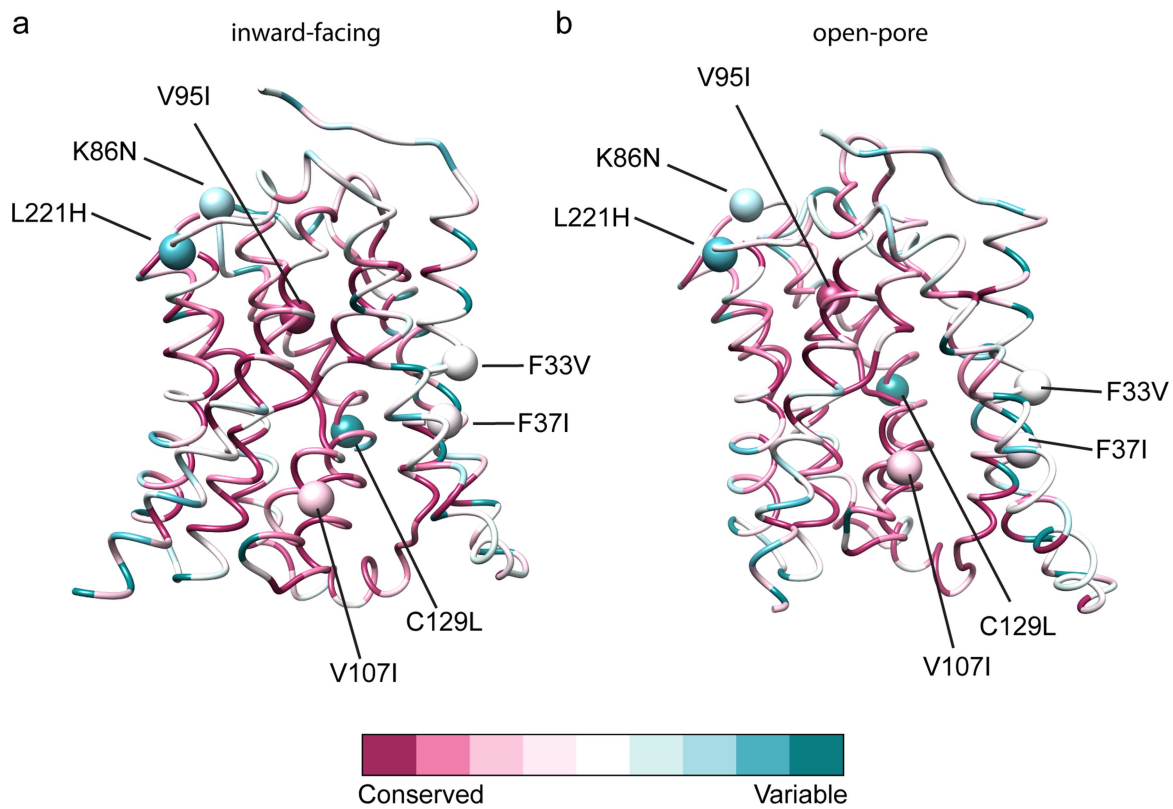 a
inward-facing
V95I
K86N
L221H
F33V
F37I
C129L
V107I
b
open-pore
V95I
K86N
L221H
F33V
F37I
C129L
V107I
Conserved
Variable